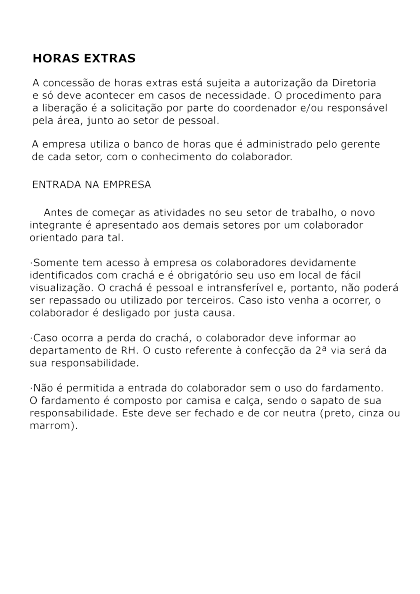 HORAS EXTRAS
A concessão de horas extras está sujeita a autorização da Diretoria
e só deve acontecer em casos de necessidade. O procedimento para
a liberação é a solicitação por parte do coordenador e/ou responsável
pela área, junto ao setor de pessoal.
A empresa utiliza o banco de horas que é administrado pelo gerente
de cada setor, com o conhecimento do colaborador.
ENTRADA NA EMPRESA
Antes de começar as atividades no seu setor de trabalho, o novo
integrante é apresentado aos demais setores por um colaborador
orientado para tal.
·Somente tem acesso à empresa os colaboradores devidamente
identificados com crachá e é obrigatório seu uso em local de fácil
visualização. O crachá é pessoal e intransferível e, portanto, não poderá
ser repassado ou utilizado por terceiros. Caso isto venha a ocorrer, o
colaborador é desligado por justa causa.
·Caso ocorra a perda do crachá, o colaborador deve informar ao
departamento de RH. O custo referente à confecção da 2ª via será da
sua responsabilidade.
·Não é permitida a entrada do colaborador sem o uso do fardamento.
O fardamento é composto por camisa e calça, sendo o sapato de sua
responsabilidade. Este deve ser fechado e de cor neutra (preto, cinza ou
marrom).